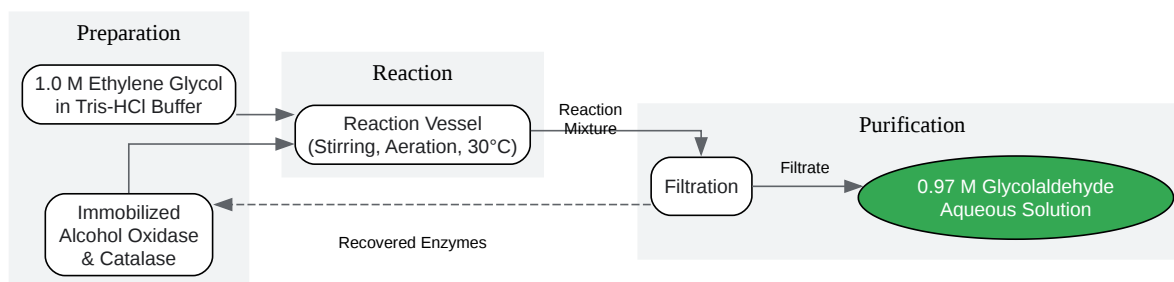 Preparation
1.0 M Ethylene Glycol
in Tris-HCl Buffer
Immobilized
Alcohol Oxidase
& Catalase
Reaction
Reaction Vessel
(Stirring, Aeration, 30°C)
Reaction
Mixture
Purification
Filtration
Filtrate
0.97 M Glycolaldehyde
Aqueous Solution
Recovered Enzymes